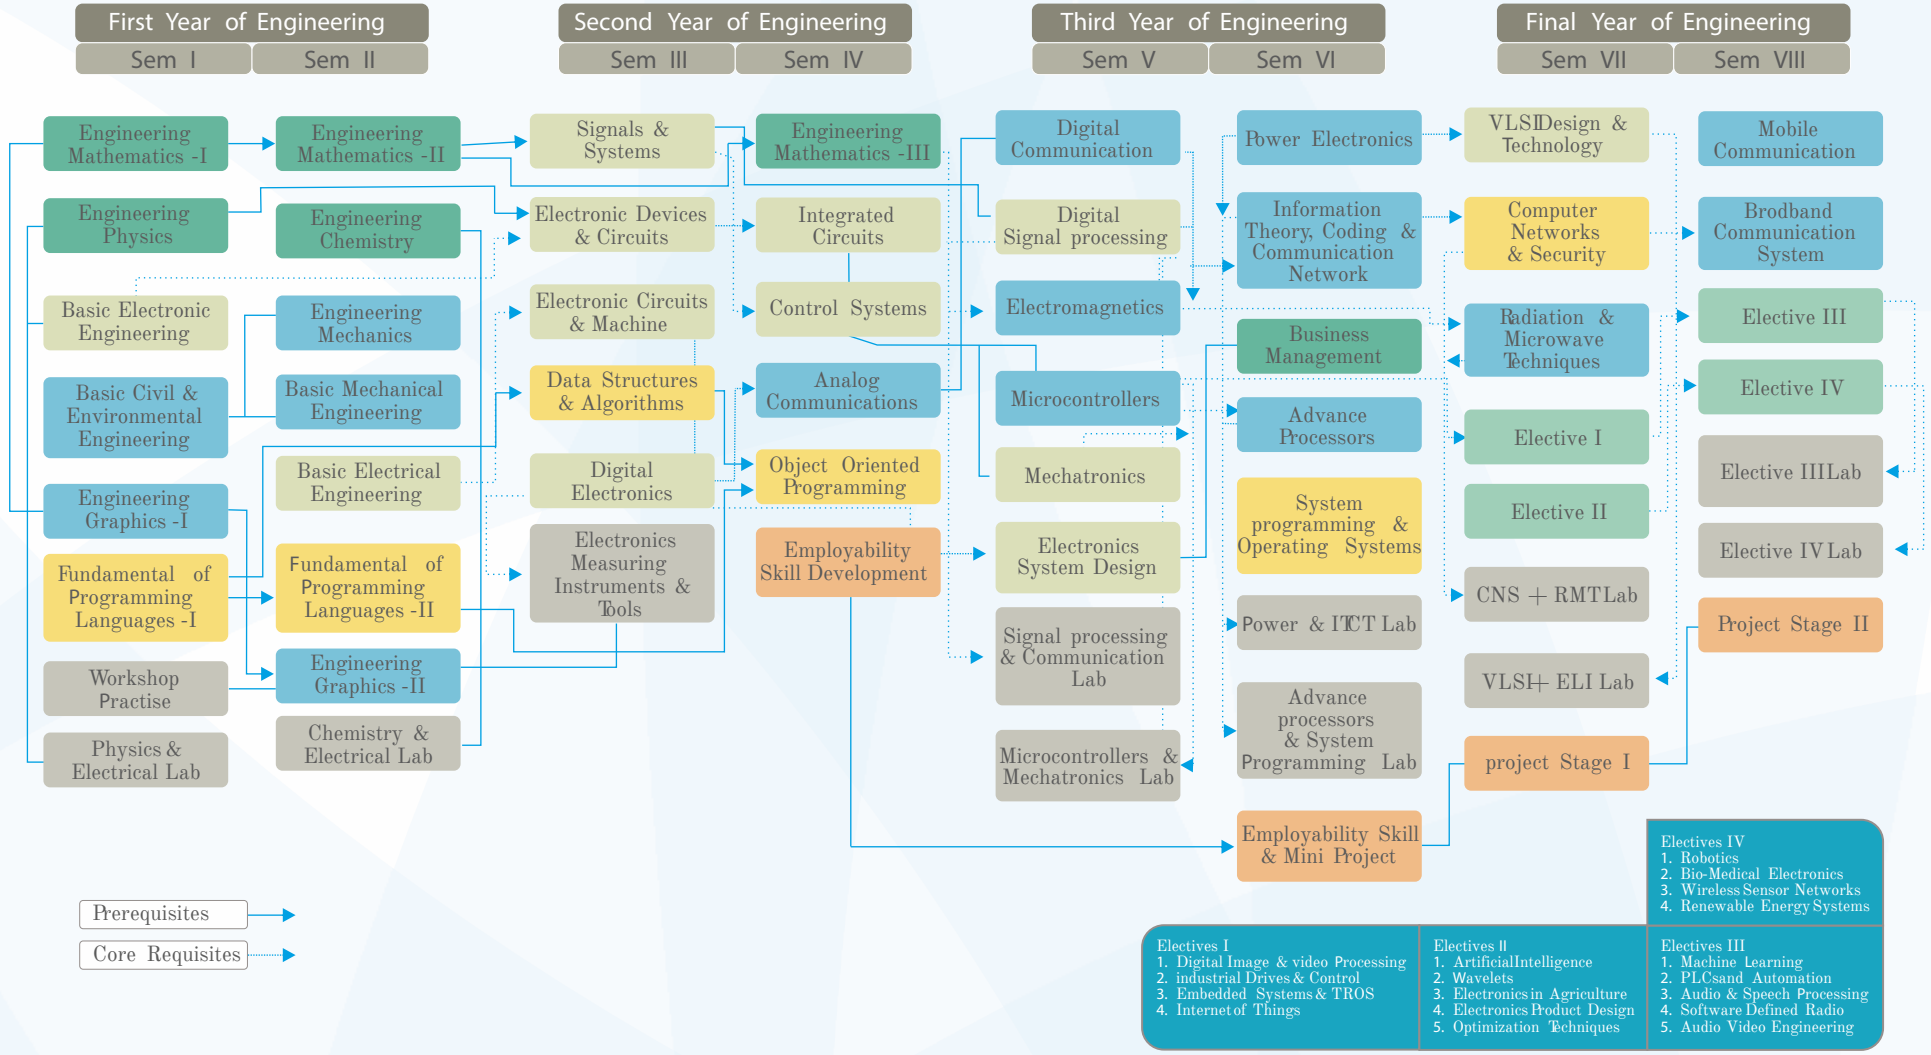 First Year of Engineering
Sem I
Sem II
Second Year of Engineering
Sem III
Sem IV
Third Year of Engineering
Sem V
Sem VI
Final Year of Engineering
Sem VII
Sem VIII
Engineering
Mathematics -I
Engineering
Physics
Basic Electronic
Engineering
Basic Civil &
Environmental
Engineering
Engineering
Graphics -I
Fundamental of
Programming
Languages -I
Workshop
Practise
Physics &
Electrical Lab
Engineering
Mathematics -II
Engineering
Chemistry
Engineering
Mechanics
Basic Mechanical
Engineering
Basic Electrical
Engineering
Fundamental of
Programming
Languages -II
Engineering
Graphics -II
Chemistry &
Electrical Lab
Signals &
Systems
Electronic Devices
& Circuits
Electronic Circuits
& Machine
Data Structures
& Algorithms
Digital
Electronics
Electronics
Measuring
Instruments &
Tools
Engineering
Mathematics -III
Integrated
Circuits
Control Systems
Analog
Communications
Object Oriented
Programming
Employability
Skill Development
Digital
Communication
Digital
Signal processing
Electromagnetics
Microcontrollers
Mechatronics
Electronics
System Design
Signal processing
& Communication
Lab
Microcontrollers &
Mechatronics Lab
Power Electronics
Information
Theory, Coding &
Communication
Network
Business
Management
Advance
Processors
System
programming &
Operating Systems
Power & ITCT Lab
Advance
processors
& System
Programming Lab
Employability Skill
& Mini Project
VLSIDesign &
Technology
Computer
Networks
& Security
Radiation &
Microwave
Techniques
Elective I
Elective II
CNS + RMT Lab
VLSI+ ELI Lab
project Stage I
Mobile
Communication
Brodband
Communication
System
Elective III
Elective IV
Elective III Lab
Elective IV Lab
Project Stage II
Prerequisites
Core Requisites
Electives I
1. Digital Image & video Processing
2. industrial Drives & Control
3. Embedded Systems & TROS
4. Internet of Things
Electives II
1. ArtificialIntelligence
2. Wavelets
3. Electronics in Agriculture
4. Electronics Product Design
5. Optimization Techniques
Electives IV
1. Robotics
2. Bio-Medical Electronics
3. Wireless Sensor Networks
4. Renewable Energy Systems
Electives III
1. Machine Learning
2. PLCsand Automation
3. Audio & Speech Processing
4. Software Defined Radio
5. Audio Video Engineering